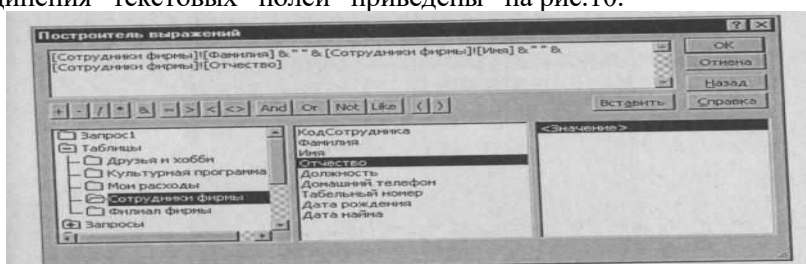 динения текстовых полей приведены на рис.10.
Построитель выражений
[Сотрудники фирмы]![Фамилия] & " " & [Сотрудники фирмы]![Имя] & " " &
[Сотрудники фирмы]![Отчество]
OK
Отмена
Назад
+ - / * & = > < <> And Or Not Like ( )
Вставить
Справка
Запрос1
Таблицы
Друзья и хобби
Культурная программа
Мои расходы
Сотрудники фирмы
Филиал фирмы
Запросы
КодСотрудника
Фамилия
Имя
Отчество
Должность
Домашний телефон
Табельный номер
Дата рождения
Дата найма
<Значение>